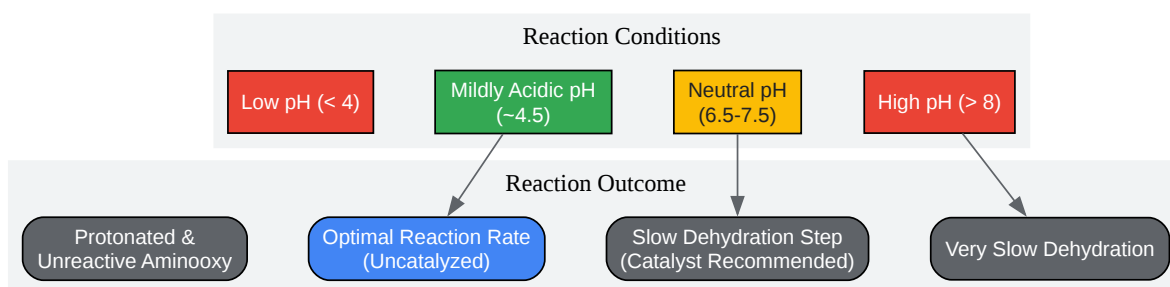 Reaction Conditions
Low pH (< 4)
Mildly Acidic pH
(~4.5)
Neutral pH
(6.5-7.5)
High pH (> 8)
Reaction Outcome
Protonated &
Unreactive Aminooxy
Optimal Reaction Rate
(Uncatalyzed)
Slow Dehydration Step
(Catalyst Recommended)
Very Slow Dehydration